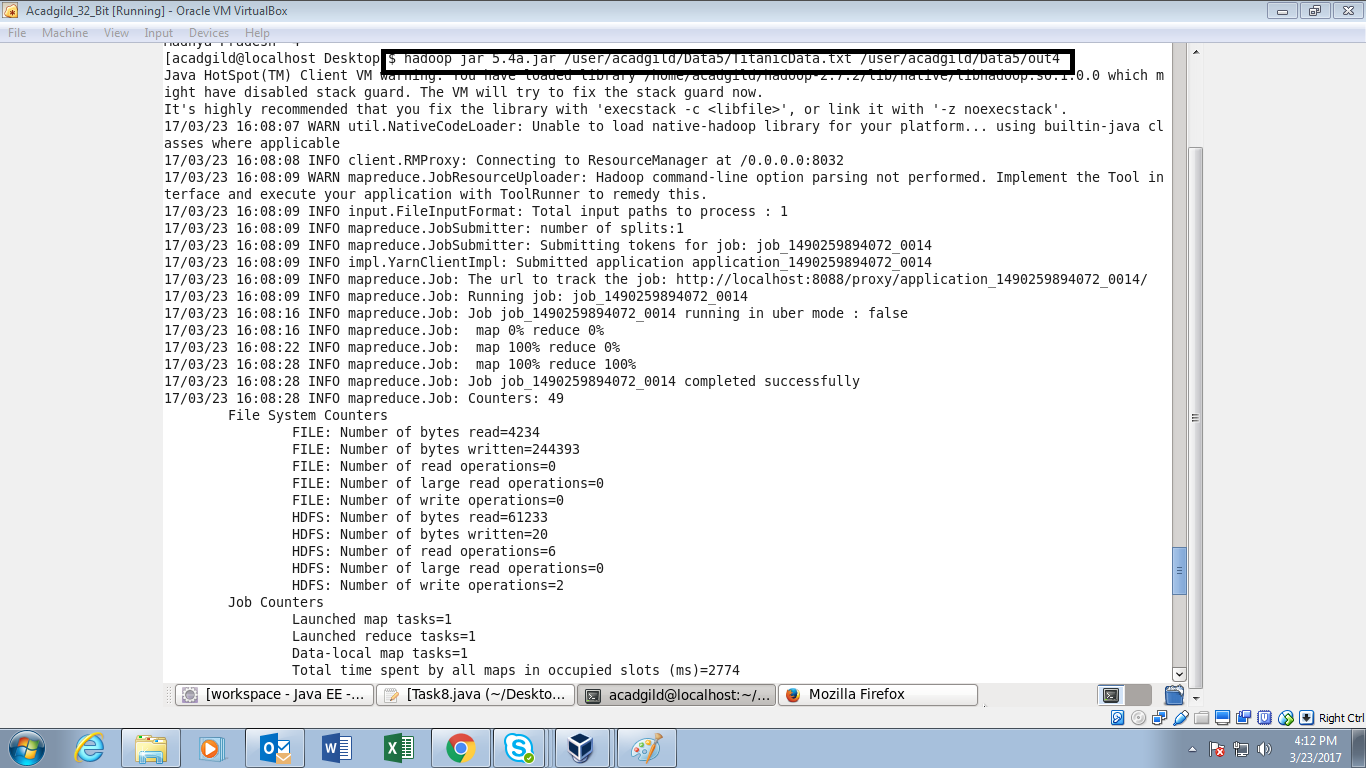 Acadgild_32_Bit [Running] - Oracle VM VirtualBox
File Machine View Input Devices Help
[acadgild@localhost Desktop]$ hadoop jar 5.4a.jar /user/acadgild/Data5/TitanicData.txt /user/acadgild/Data5/out4
Java HotSpot(TM) Client VM warning: You have loaded library /home/acadgild/hadoop-2.7.2/lib/native/libhadoop.so.1.0.0 which m
ight have disabled stack guard. The VM will try to fix the stack guard now.
It's highly recommended that you fix the library with 'execstack -c <libfile>', or link it with '-z noexecstack'.
17/03/23 16:08:07 WARN util.NativeCodeLoader: Unable to load native-hadoop library for your platform... using builtin-java cl
asses where applicable
17/03/23 16:08:08 INFO client.RMProxy: Connecting to ResourceManager at /0.0.0.0:8032
17/03/23 16:08:09 WARN mapreduce.JobResourceUploader: Hadoop command-line option parsing not performed. Implement the Tool in
terface and execute your application with ToolRunner to remedy this.
17/03/23 16:08:09 INFO input.FileInputFormat: Total input paths to process : 1
17/03/23 16:08:09 INFO mapreduce.JobSubmitter: number of splits:1
17/03/23 16:08:09 INFO mapreduce.JobSubmitter: Submitting tokens for job: job_1490259894072_0014
17/03/23 16:08:09 INFO impl.YarnClientImpl: Submitted application application_1490259894072_0014
17/03/23 16:08:09 INFO mapreduce.Job: The url to track the job: http://localhost:8088/proxy/application_1490259894072_0014/
17/03/23 16:08:09 INFO mapreduce.Job: Running job: job_1490259894072_0014
17/03/23 16:08:16 INFO mapreduce.Job: Job job_1490259894072_0014 running in uber mode : false
17/03/23 16:08:16 INFO mapreduce.Job:  map 0% reduce 0%
17/03/23 16:08:22 INFO mapreduce.Job:  map 100% reduce 0%
17/03/23 16:08:28 INFO mapreduce.Job:  map 100% reduce 100%
17/03/23 16:08:28 INFO mapreduce.Job: Job job_1490259894072_0014 completed successfully
17/03/23 16:08:28 INFO mapreduce.Job: Counters: 49
File System Counters
FILE: Number of bytes read=4234
FILE: Number of bytes written=244393
FILE: Number of read operations=0
FILE: Number of large read operations=0
FILE: Number of write operations=0
HDFS: Number of bytes read=61233
HDFS: Number of bytes written=20
HDFS: Number of read operations=6
HDFS: Number of large read operations=0
HDFS: Number of write operations=2
Job Counters
Launched map tasks=1
Launched reduce tasks=1
Data-local map tasks=1
Total time spent by all maps in occupied slots (ms)=2774
[workspace - Java EE -... [Task8.java (~/Deskto... acadgild@localhost:~/... Mozilla Firefox
Right Ctrl
4:12 PM
3/23/2017